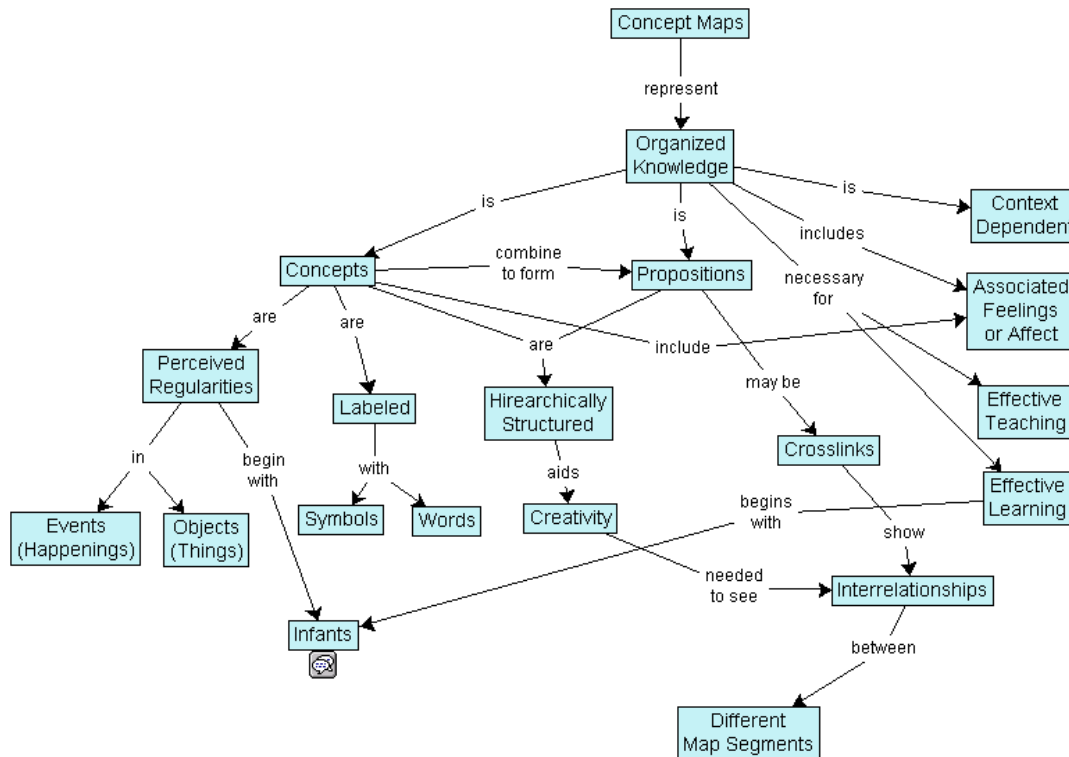 Concept Maps
represent
Organized
Knowledge
is
is
is
includes
necessary
for
Context
Dependent
Concepts
combine
to form
Propositions
Associated
Feelings
or Affect
are
are
are
include
may be
Perceived
Regularities
Labeled
Hirearchically
Structured
Crosslinks
Effective
Teaching
in
begin
with
with
aids
begins
with
Effective
Learning
Events
(Happenings)
Objects
(Things)
Symbols
Words
Creativity
show
needed
to see
Interrelationships
Infants
between
Different
Map Segments